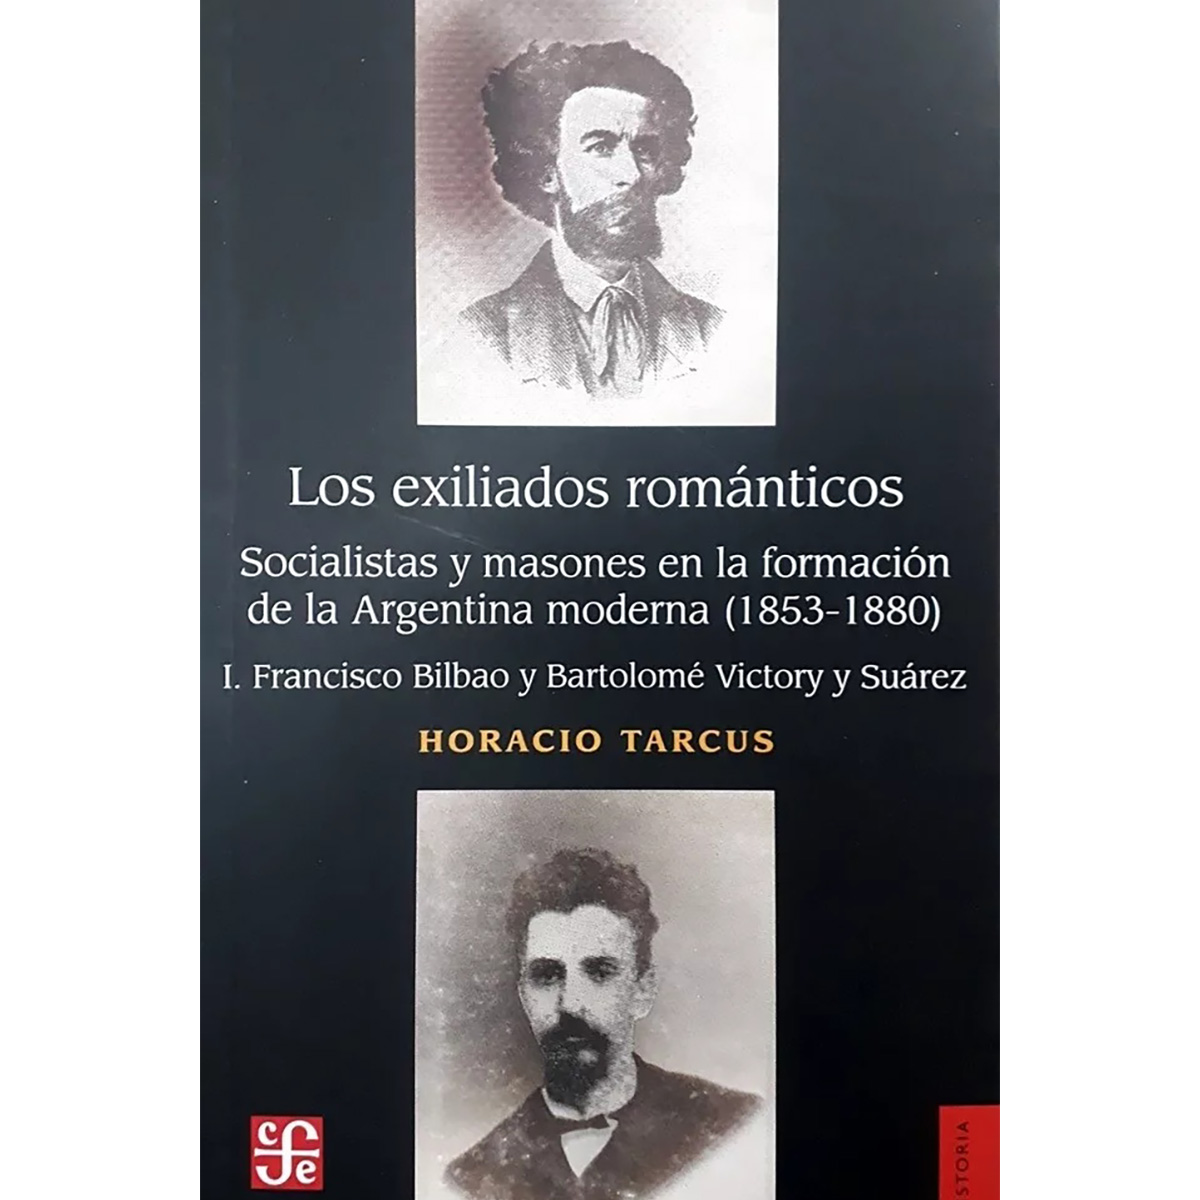 Los exiliados románticos
Socialistas y masones en la formación
de la Argentina moderna (1853-1880)
I. Francisco Bilbao y Bartolomé Victory y Suárez
HORACIO TARCUS
cfe
STORIA